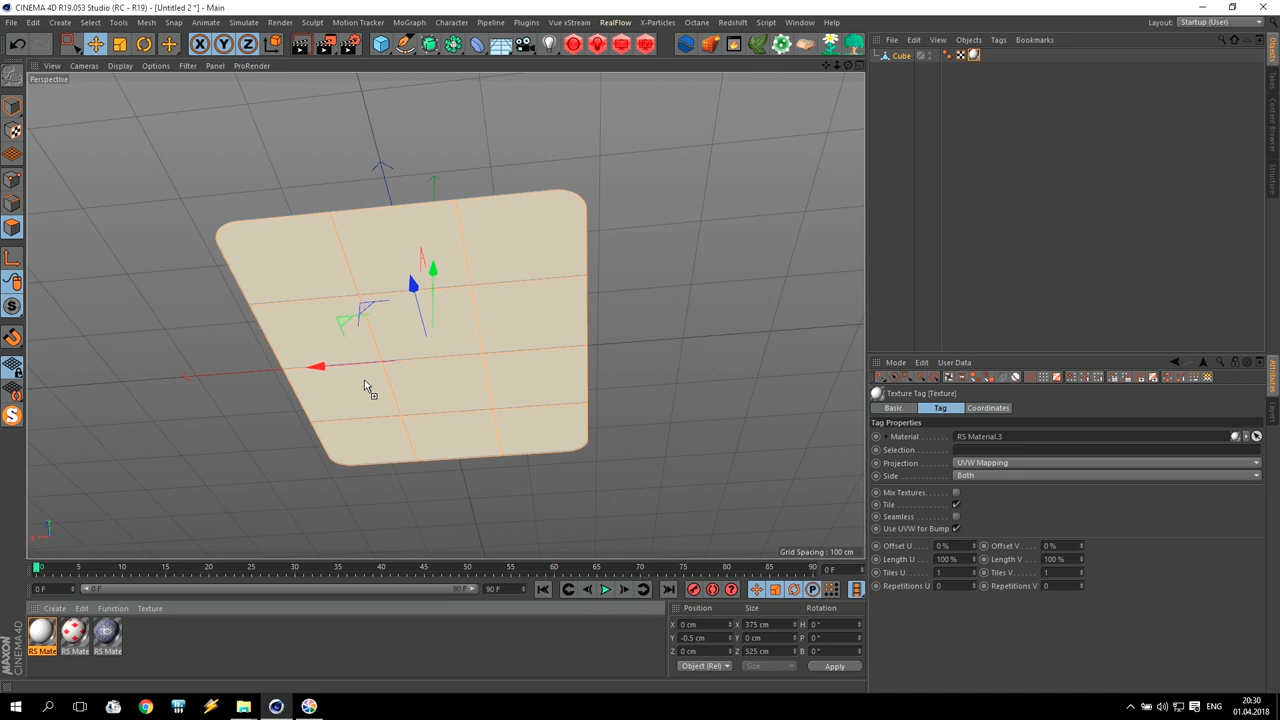 CINEMA 4D R19.053 Studio (RC - R19) - [Untitled 2 *] - Main
File Edit Create Select Tools Mesh Snap Animate Simulate Render Sculpt Motion Tracker MoGraph Character Pipeline Plugins Vue xStream RealFlow X-Particles Octane Redshift Script Window Help
Layout: Startup (User)
X Y Z
View Cameras Display Options Filter Panel ProRender
Perspective
Grid Spacing : 100 cm
0 5 10 15 20 25 30 35 40 45 50 55 60 65 70 75 80 85 90 0 F
0 F 0 F 90 F 90 F
Create Edit Function Texture
RS Mate RS Mate RS Mate
MAXON CINEMA 4D
Position Size Rotation
X 0 cm X 375 cm H 0 °
Y -0.5 cm Y 0 cm P 0 °
Z 0 cm Z 525 cm B 0 °
Object (Rel) Size Apply
File Edit View Objects Tags Bookmarks
Cube
Objects Takes Content Browser Structure
Mode Edit User Data
Texture Tag [Texture]
Basic Tag Coordinates
Tag Properties
Material RS Material.3
Selection
Projection UVW Mapping
Side Both
Mix Textures
Tile
Seamless
Use UVW for Bump
Offset U 0 % Offset V 0 %
Length U 100 % Length V 100 %
Tiles U 1 Tiles V 1
Repetitions U 0 Repetitions V 0
Attributes Layers
ENG
20:30
01.04.2018